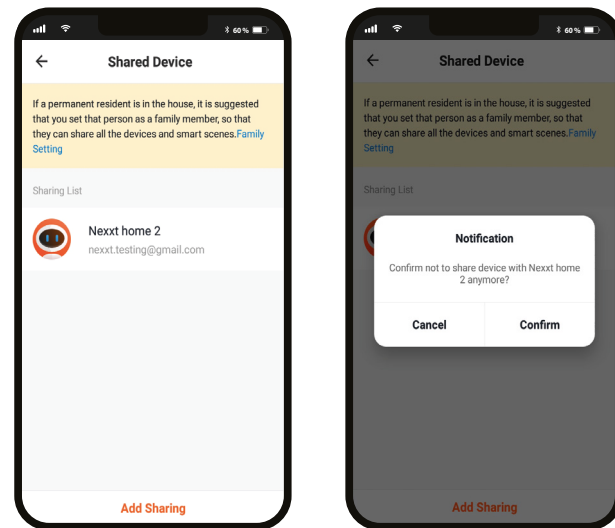 60%
Shared Device
If a permanent resident is in the house, it is suggested
that you set that person as a family member, so that
they can share all the devices and smart scenes.Family
Setting
Sharing List
Nexxt home 2
nexxt.testing@gmail.com
Add Sharing
60%
Shared Device
If a permanent resident is in the house, it is suggested
that you set that person as a family member, so that
they can share all the devices and smart scenes.Family
Setting
Sharing List
Notification
Confirm not to share device with Nexxt home
2 anymore?
Cancel Confirm
Add Sharing